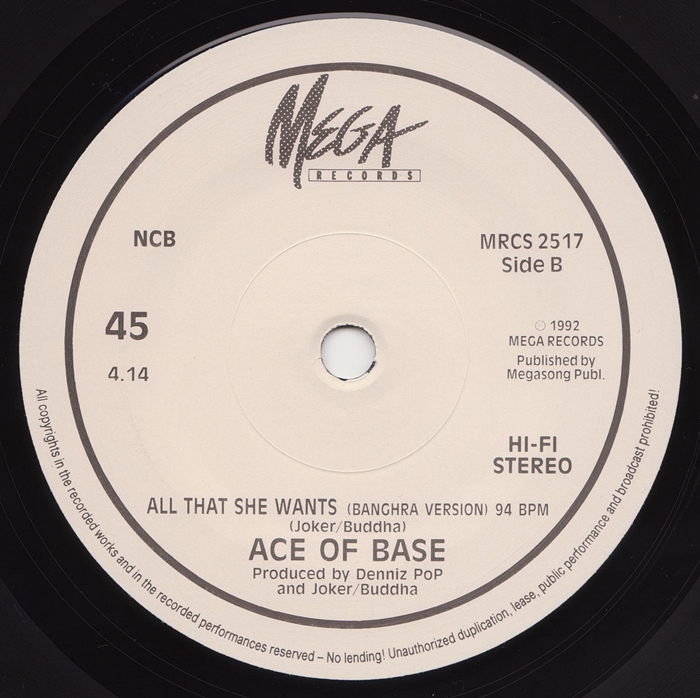 MEGA
RECORDS
NCB
MRCS 2517
Side B
45
4.14
℗ 1992
MEGA RECORDS
Published by
Megasong Publ.
HI-FI
STEREO
ALL THAT SHE WANTS (BANGHRA VERSION) 94 BPM
(Joker/Buddha)
ACE OF BASE
Produced by Denniz PoP
and Joker/Buddha
All copyrights in the recorded works and in the recorded performances reserved – No lending! Unauthorized duplication, lease, public performance and broadcast prohibited!